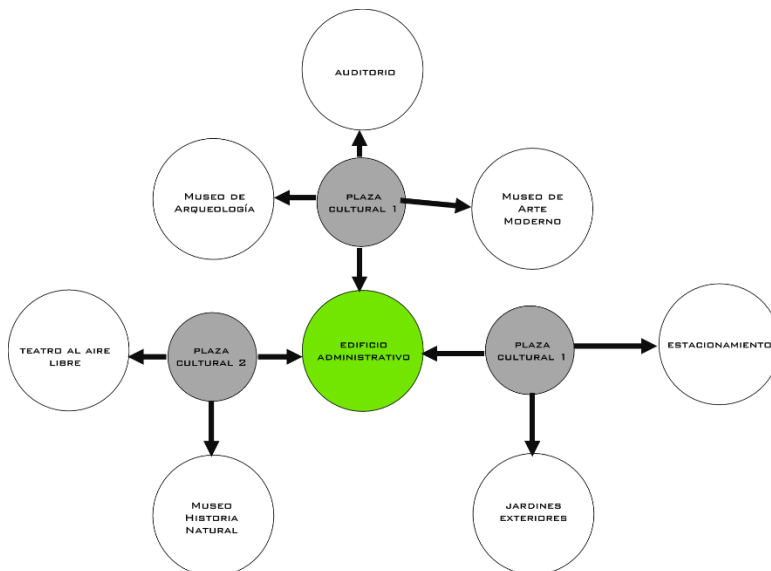 AUDITORIO
MUSEO DE
ARQUEOLOGÍA
PLAZA
CULTURAL 1
MUSEO DE
ARTE
MODERNO
TEATRO AL AIRE
LIBRE
PLAZA
CULTURAL 2
EDIFICIO
ADMINISTRATIVO
PLAZA
CULTURAL 1
ESTACIONAMIENTO
MUSEO
HISTORIA
NATURAL
JARDINES
EXTERIORES